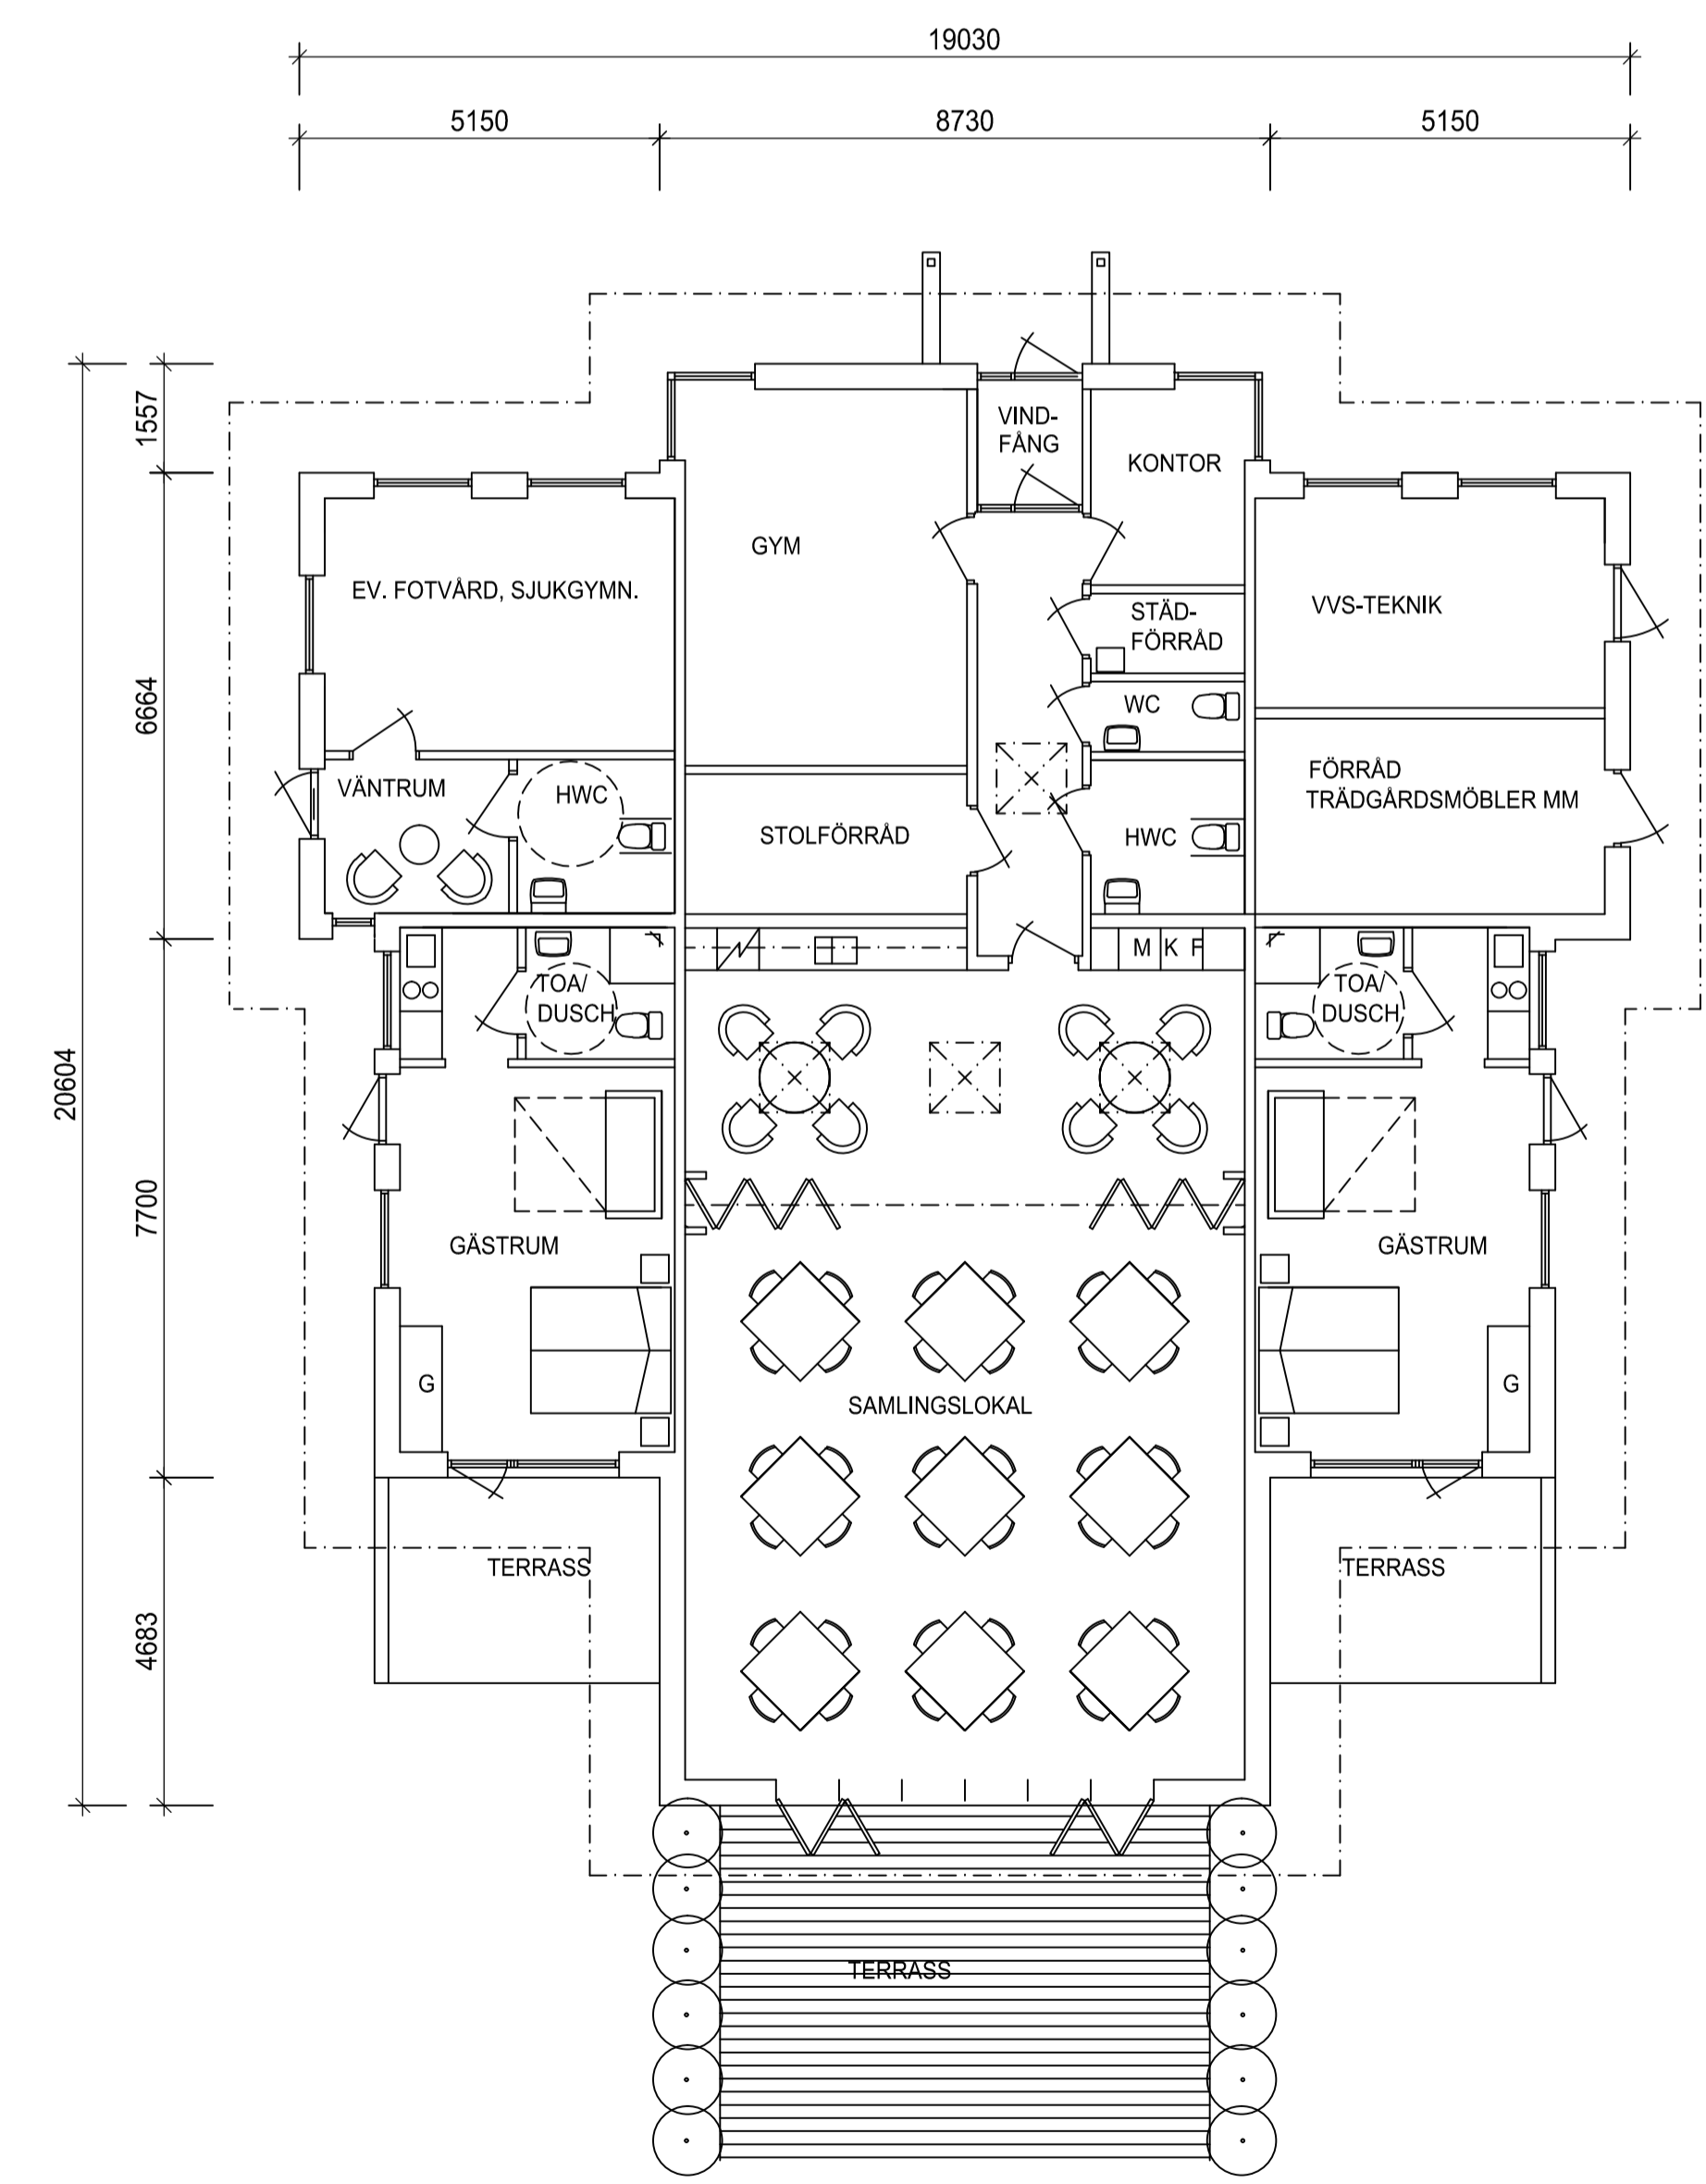 19030
5150
8730
5150
1557
6664
20604
7700
4683
VIND-
FÅNG
KONTOR
GYM
EV. FOTVÅRD, SJUKGYMN.
STÄD-
FÖRRÅD
VVS-TEKNIK
WC
VÄNTRUM
HWC
STOLFÖRRÅD
HWC
FÖRRÅD
TRÄDGÅRDSMÖBLER MM
M K F
TOA/
DUSCH
TOA/
DUSCH
GÄSTRUM
GÄSTRUM
G
SAMLINGSLOKAL
G
TERRASS
TERRASS
TERRASS